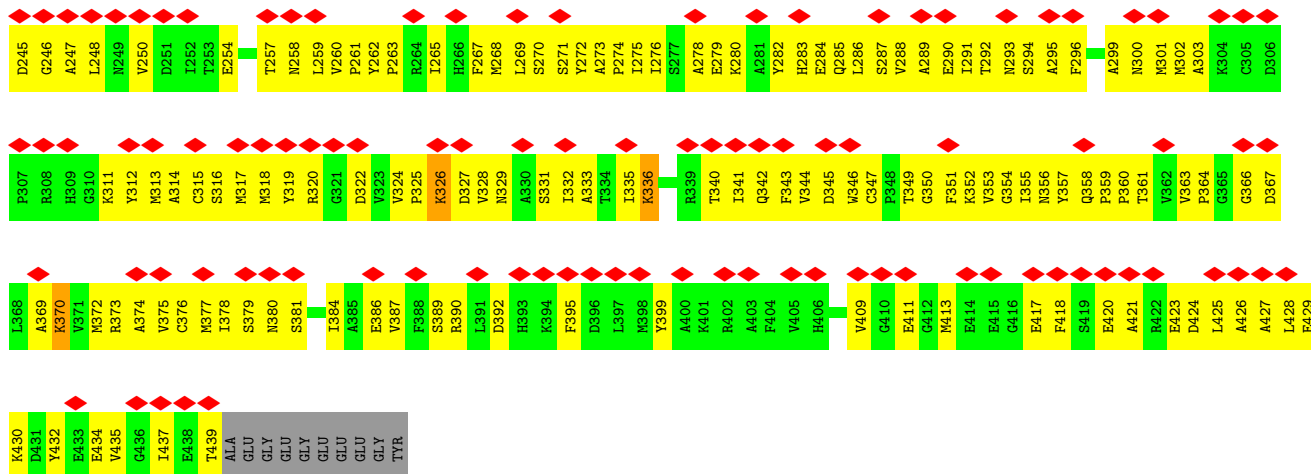 D245 G246 A247 L248 N249 V250 D251 I252 T253 E254 T257 N258 L259 V260 P261 Y262 P263 R264 I265 H266 F267 M268 L269 S270 S271 Y272 A273 P274 I275 I276 S277 A278 E279 K280 A281 Y282 H283 E284 Q285 L286 S287 V288 A289 E290 I291 T292 N293 S294 A295 F296 A299 N300 M301 M302 A303 K304 C305 D306
P307 R308 H309 G310 K311 Y312 M313 A314 C315 S316 M317 M318 Y319 R320 G321 D322 V323 V324 P325 K326 D327 V328 N329 A330 S331 I332 A333 T334 I335 K336 R339 T340 I341 Q342 F343 V344 D345 W346 C347 P348 T349 G350 F351 K352 V353 G354 I355 N356 Y357 Q358 P359 P360 T361 V362 V363 P364 G365 G366 D367
L368 A369 K370 V371 M372 R373 A374 V375 C376 M377 I378 S379 N380 S381 I384 A385 E386 V387 F388 S389 R390 L391 D392 H393 K394 F395 D396 L397 M398 Y399 A400 K401 R402 A403 F404 V405 H406 V409 G410 E411 G412 M413 E414 E415 G416 E417 F418 S419 E420 A421 R422 E423 D424 L425 A426 A427 L428 E429
K430 D431 Y432 E433 E434 V435 G436 I437 E438 T439 ALA GLU GLY GLU GLY GLU GLU GLU GLY TYR